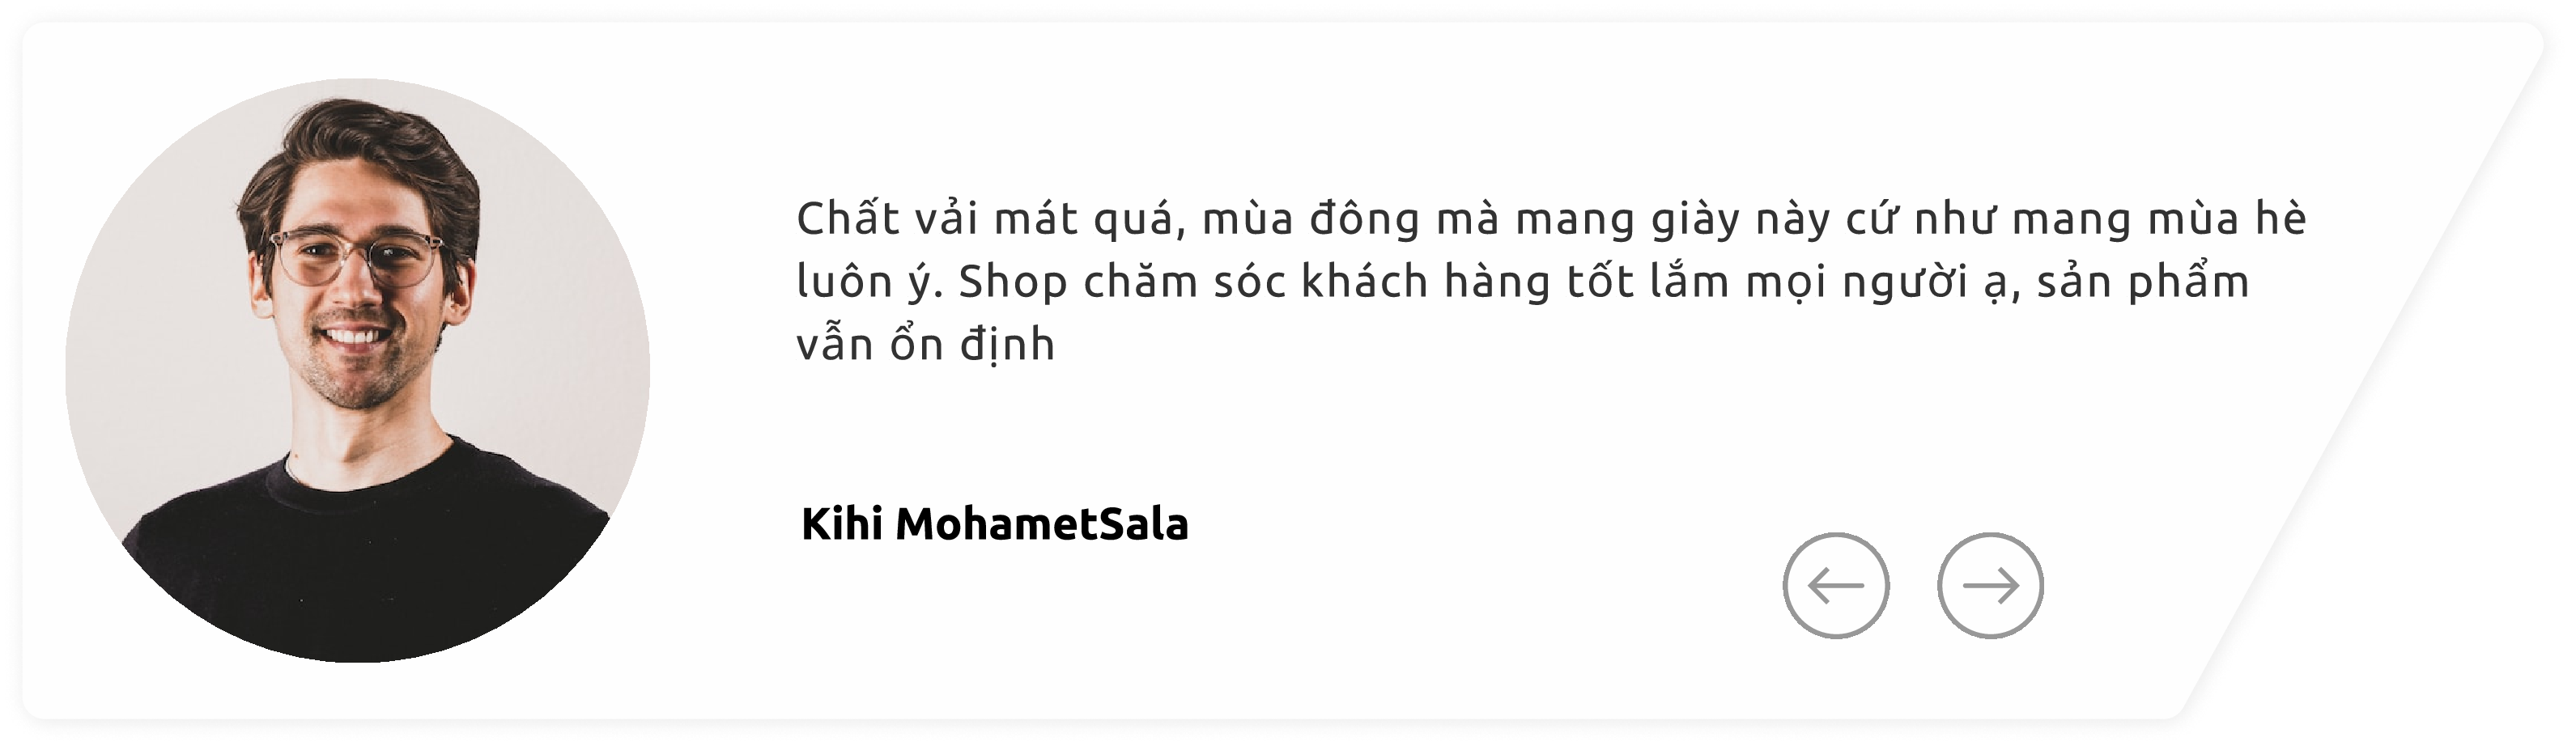 Chất vải mát quá, mùa đông mà mang giày này cứ như mang mùa hè
luôn ý. Shop chăm sóc khách hàng tốt lắm mọi người ạ, sản phẩm
vẫn ổn định
Kihi MohametSala